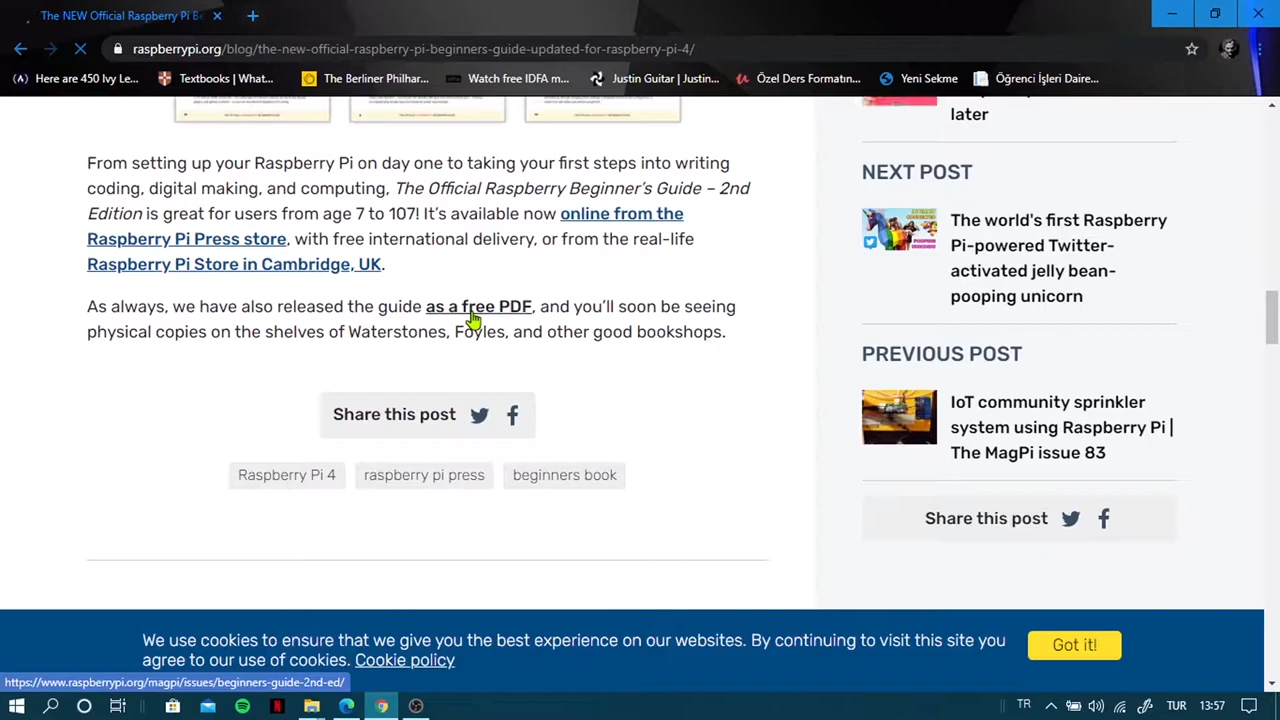 The NEW Official Raspberry Pi Be
raspberrypi.org/blog/the-new-official-raspberry-pi-beginners-guide-updated-for-raspberry-pi-4/
Here are 450 Ivy Le...
Textbooks | What...
The Berliner Philhar...
Watch free IDFA m...
Justin Guitar | Justin...
Özel Ders Formatın...
Yeni Sekme
Öğrenci İşleri Daire...
From setting up your Raspberry Pi on day one to taking your first steps into writing
coding, digital making, and computing, The Official Raspberry Beginner's Guide – 2nd
Edition is great for users from age 7 to 107! It's available now online from the
Raspberry Pi Press store, with free international delivery, or from the real-life
Raspberry Pi Store in Cambridge, UK.
As always, we have also released the guide as a free PDF, and you'll soon be seeing
physical copies on the shelves of Waterstones, Foyles, and other good bookshops.
Share this post
Raspberry Pi 4
raspberry pi press
beginners book
later
NEXT POST
The world's first Raspberry
Pi-powered Twitter-
activated jelly bean-
pooping unicorn
PREVIOUS POST
IoT community sprinkler
system using Raspberry Pi |
The MagPi issue 83
Share this post
We use cookies to ensure that we give you the best experience on our websites. By continuing to visit this site you
agree to our use of cookies. Cookie policy
Got it!
https://www.raspberrypi.org/magpi/issues/beginners-guide-2nd-ed/
TR
TUR
13:57